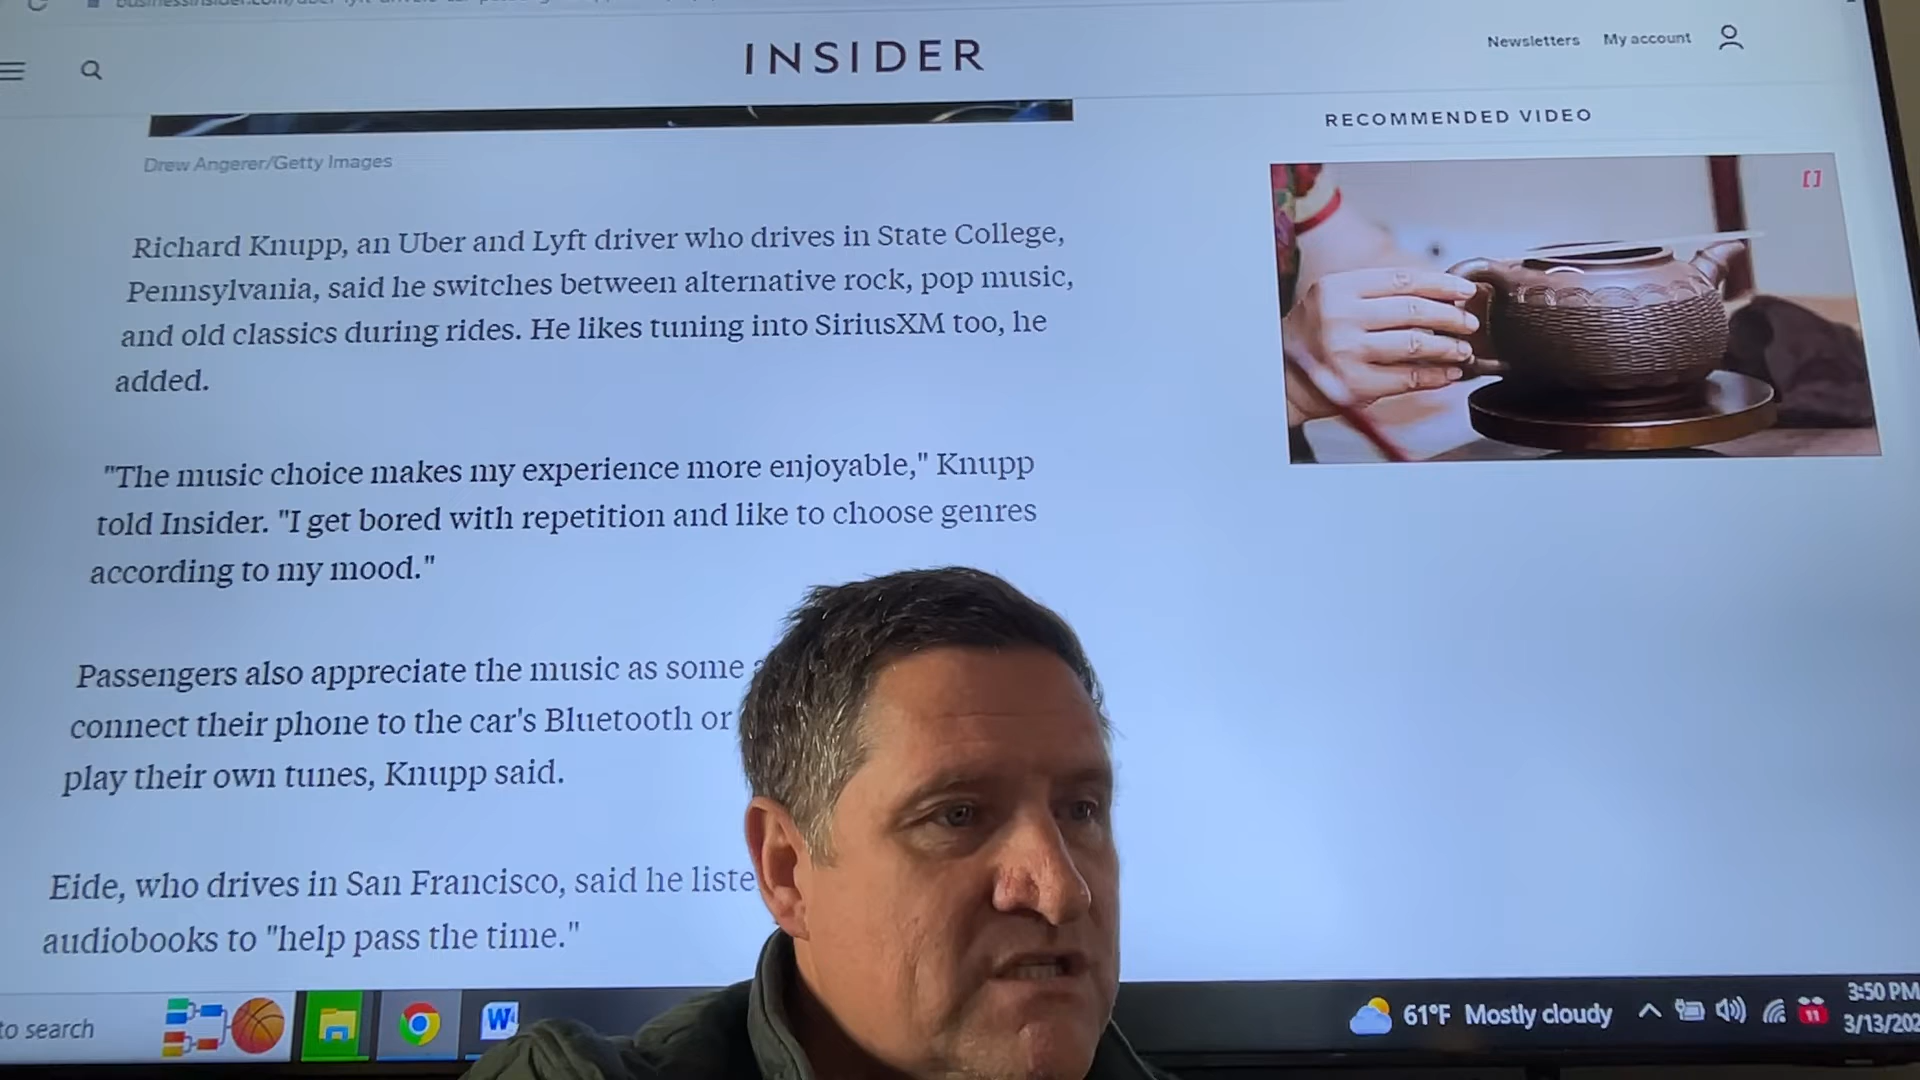 INSIDER
Newsletters My account
RECOMMENDED VIDEO
[]
Drew Angerer/Getty Images
Richard Knupp, an Uber and Lyft driver who drives in State College,
Pennsylvania, said he switches between alternative rock, pop music,
and old classics during rides. He likes tuning into SiriusXM too, he
added.
"The music choice makes my experience more enjoyable," Knupp
told Insider. "I get bored with repetition and like to choose genres
according to my mood."
Passengers also appreciate the music as some
connect their phone to the car's Bluetooth or
play their own tunes, Knupp said.
Eide, who drives in San Francisco, said he liste
audiobooks to "help pass the time."
to search
W
61°F Mostly cloudy
11
3:50 PM
3/13/202